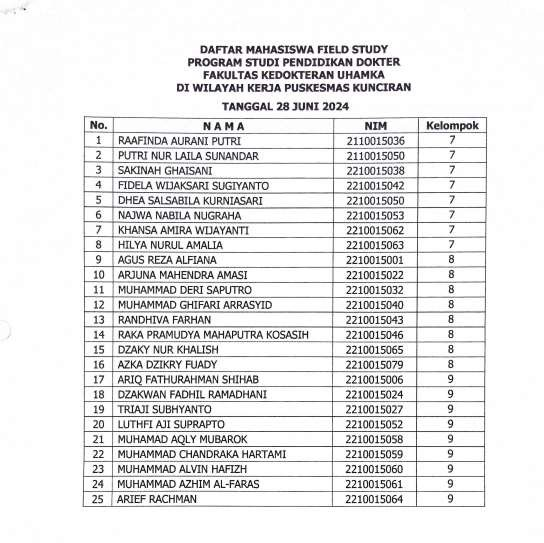 DAFTAR MAHASISWA FIELD STUDY
PROGRAM STUDI PENDIDIKAN DOKTER
FAKULTAS KEDOKTERAN UHAMKA
DI WILAYAH KERJA PUSKESMAS KUNCIRAN
TANGGAL 28 JUNI 2024
No. N A M A NIM Kelompok
1 RAAFINDA AURANI PUTRI 2110015036 7
2 PUTRI NUR LAILA SUNANDAR 2110015050 7
3 SAKINAH GHAISANI 2210015038 7
4 FIDELA WIJAKSARI SUGIYANTO 2210015042 7
5 DHEA SALSABILA KURNIASARI 2210015050 7
6 NAJWA NABILA NUGRAHA 2210015053 7
7 KHANSA AMIRA WIJAYANTI 2210015062 7
8 HILYA NURUL AMALIA 2210015063 7
9 AGUS REZA ALFIANA 2210015001 8
10 ARJUNA MAHENDRA AMASI 2210015022 8
11 MUHAMMAD DERI SAPUTRO 2210015032 8
12 MUHAMMAD GHIFARI ARRASYID 2210015040 8
13 RANDHIVA FARHAN 2210015043 8
14 RAKA PRAMUDYA MAHAPUTRA KOSASIH 2210015046 8
15 DZAKY NUR KHALISH 2210015065 8
16 AZKA DZIKRY FUADY 2210015079 8
17 ARIQ FATHURAHMAN SHIHAB 2210015006 9
18 DZAKWAN FADHIL RAMADHANI 2210015024 9
19 TRIAJI SUBHYANTO 2210015027 9
20 LUTHFI AJI SUPRAPTO 2210015052 9
21 MUHAMAD AQLY MUBAROK 2210015058 9
22 MUHAMMAD CHANDRAKA HARTAMI 2210015059 9
23 MUHAMMAD ALVIN HAFIZH 2210015060 9
24 MUHAMMAD AZHIM AL-FARAS 2210015061 9
25 ARIEF RACHMAN 2210015064 9